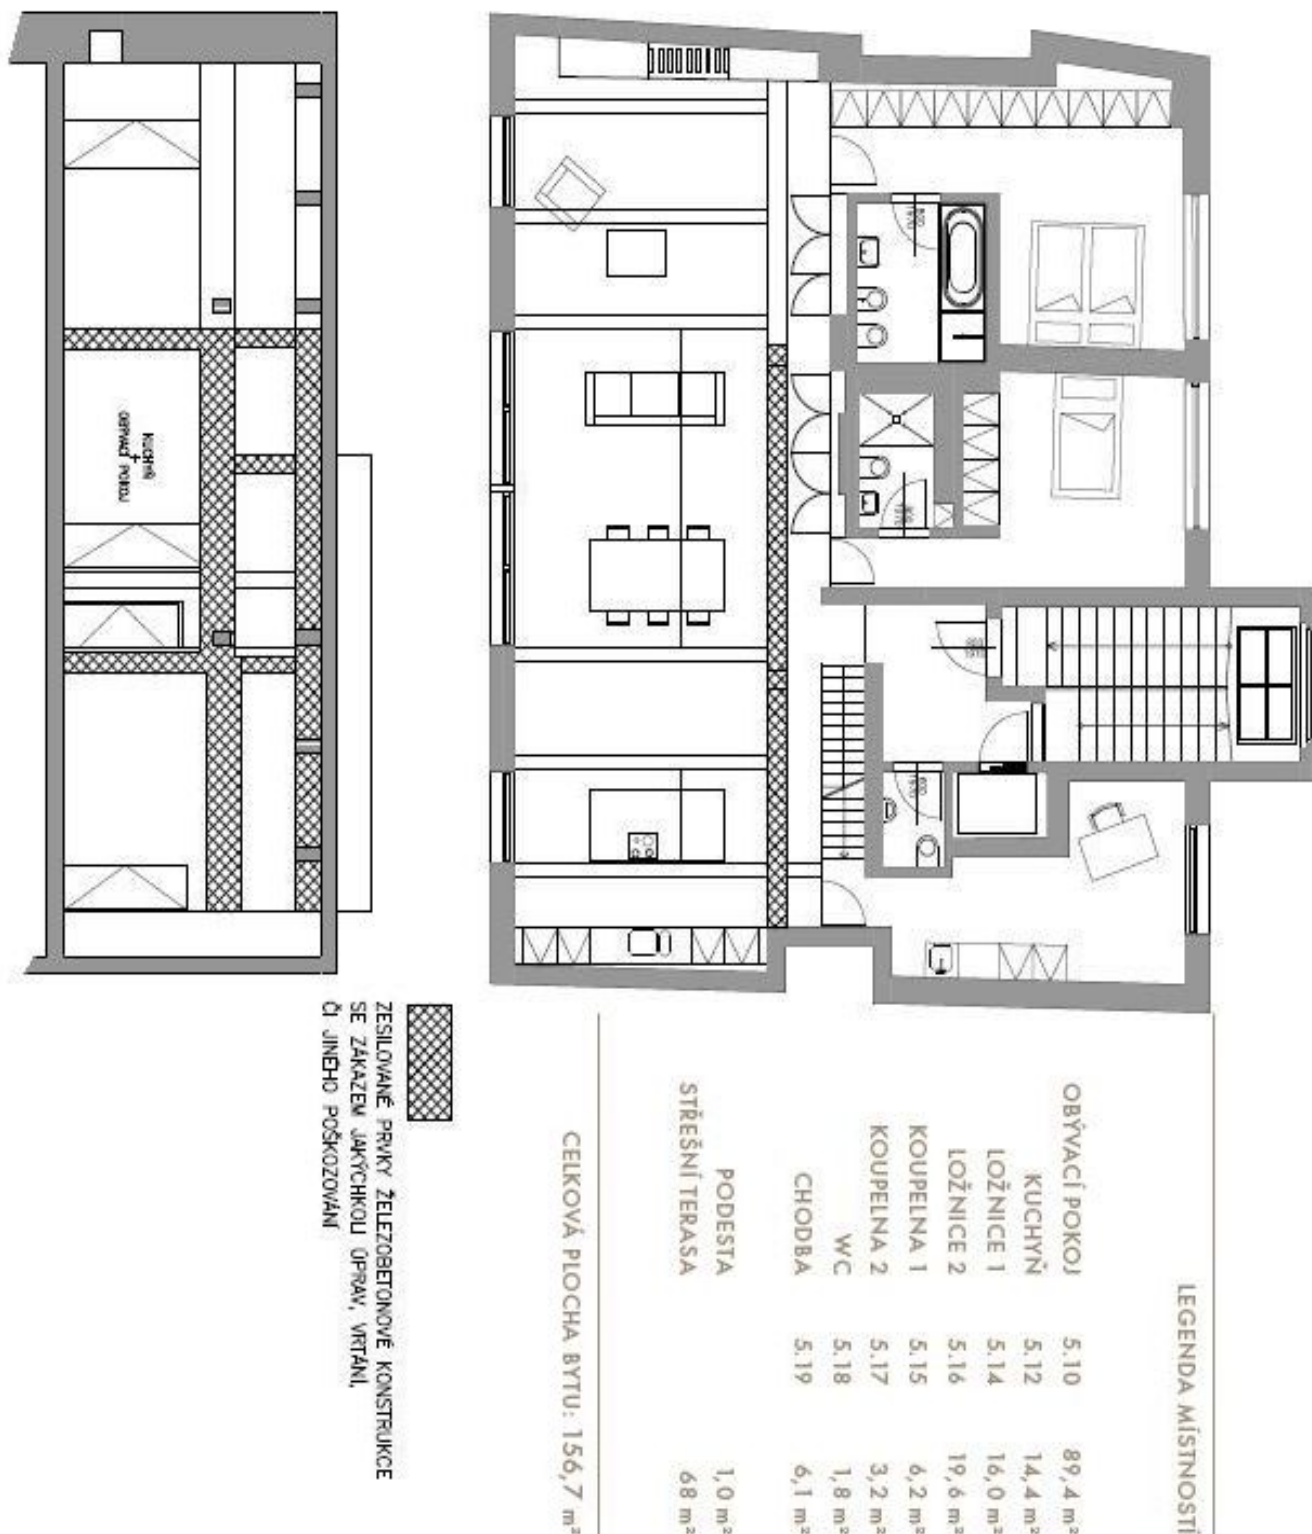 LEGENDA MÍSTNOSTÍ
OBÝVACÍ POKOJ 5.10 89,4 m²
KUCHYŇ 5.12 14,4 m²
LOŽNICE 1 5.14 16,0 m²
LOŽNICE 2 5.16 19,6 m²
KOUPELNA 1 5.15 6,2 m²
KOUPELNA 2 5.17 3,2 m²
WC 5.18 1,8 m²
CHODBA 5.19 6,1 m²
PODESTA 1,0 m²
STŘEŠNÍ TERASA 68 m²
CELKOVÁ PLOCHA BYTU: 156,7 m²
ZESILOVANÉ PRVKY ŽELEZOBETONOVÉ KONSTRUKCE
SE ZÁKAZEM JAKÝCHKOLI ÚPRAV, VRTÁNÍ,
ČI JINÉHO POŠKOZOVÁNÍ
KUCHYŇ
+
OBÝVACÍ POKOJ
800
1970
600
1970